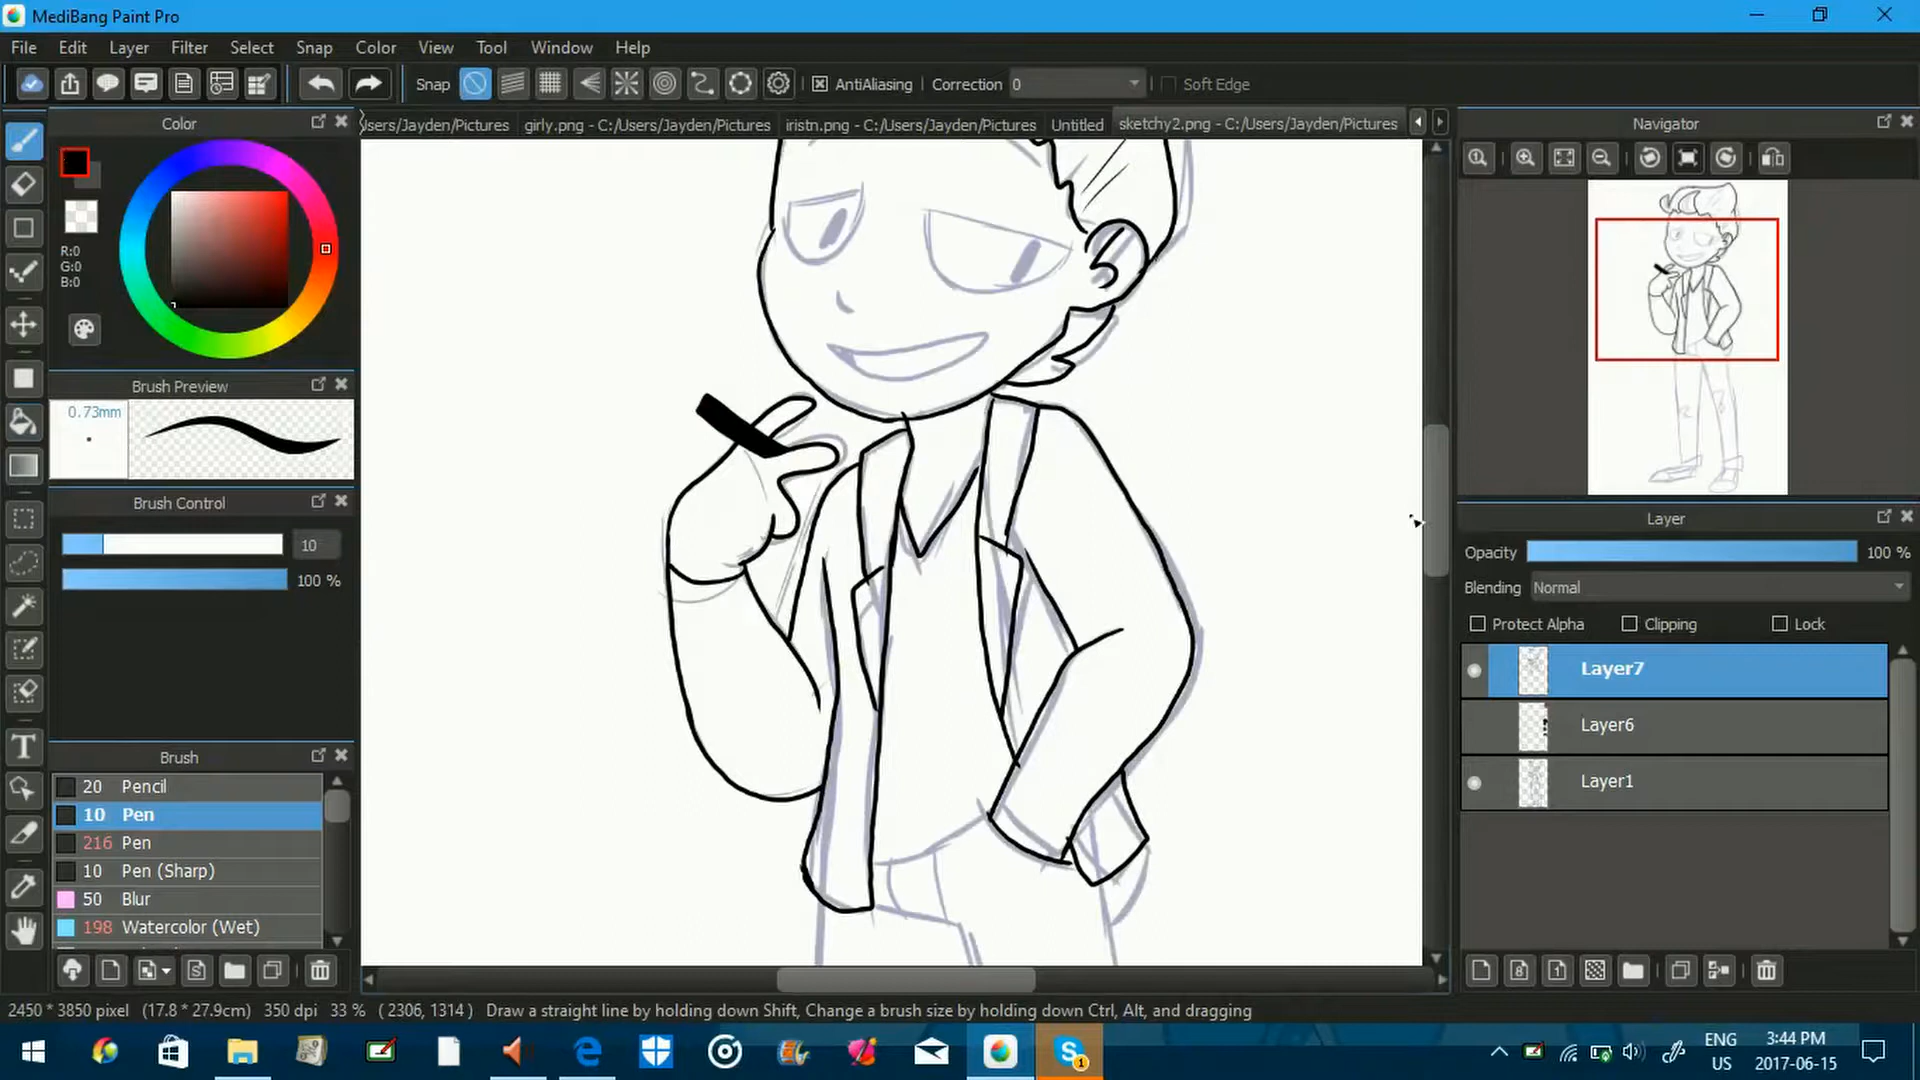 MediBang Paint Pro
File Edit Layer Filter Select Snap Color View Tool Window Help
Snap AntiAliasing Correction 0 Soft Edge
Color
sers/Jayden/Pictures girly.png - C:/Users/Jayden/Pictures iristn.png - C:/Users/Jayden/Pictures Untitled sketchy2.png - C:/Users/Jayden/Pictures
Navigator
R:0
G:0
B:0
Brush Preview
0.73mm
Brush Control
10
100 %
Brush
20 Pencil
10 Pen
216 Pen
10 Pen (Sharp)
50 Blur
198 Watercolor (Wet)
Layer
Opacity 100 %
Blending Normal
Protect Alpha Clipping Lock
Layer7
Layer6
Layer1
2450 * 3850 pixel (17.8 * 27.9cm) 350 dpi 33 % ( 2306, 1314 ) Draw a straight line by holding down Shift, Change a brush size by holding down Ctrl, Alt, and dragging
ENG
US
3:44 PM
2017-06-15